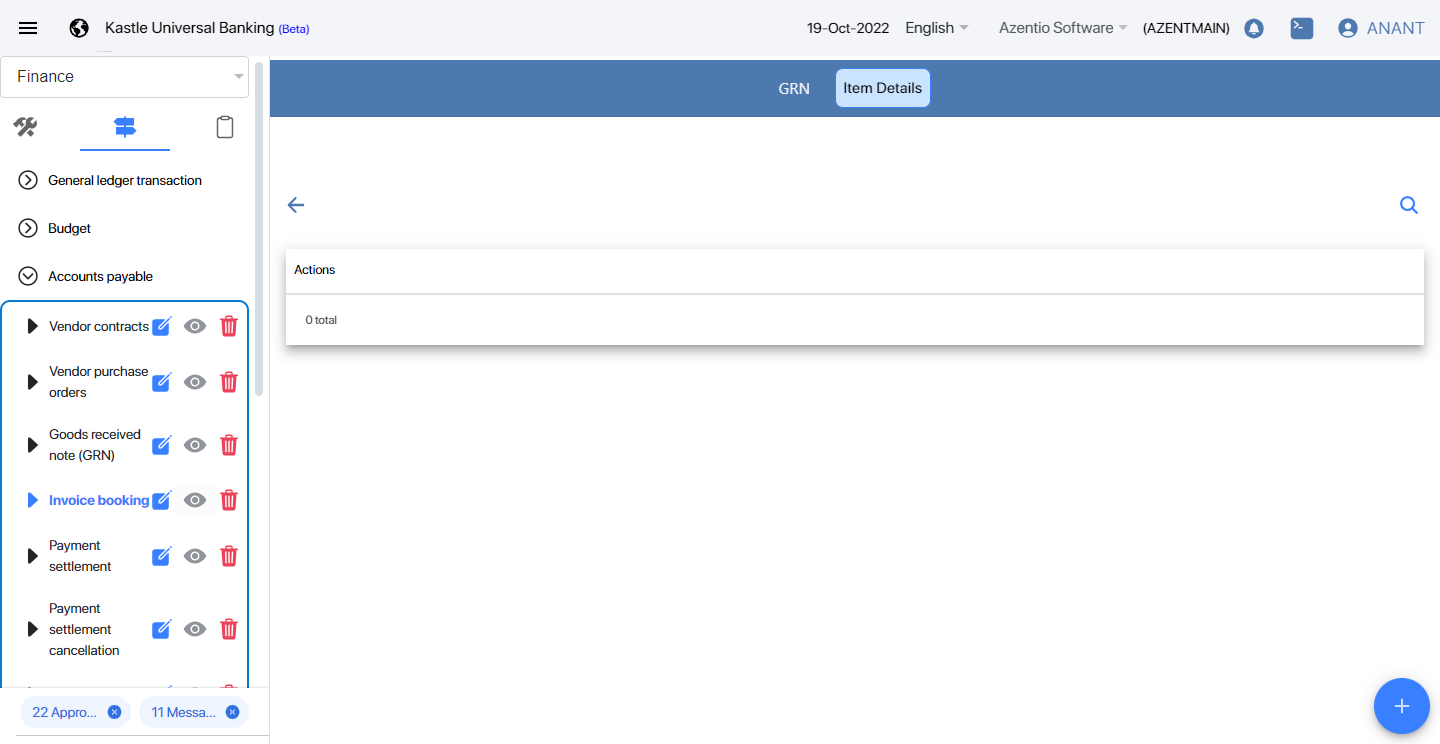 Kastle Universal Banking (Beta)
19-Oct-2022 English Azentio Software (AZENTMAIN) ANANT
Finance
GRN Item Details
General ledger transaction
Budget
Accounts payable
Actions
0 total
Vendor contracts
Vendor purchase
orders
Goods received
note (GRN)
Invoice booking
Payment
settlement
Payment
settlement
cancellation
22 Appro...
11 Messa...